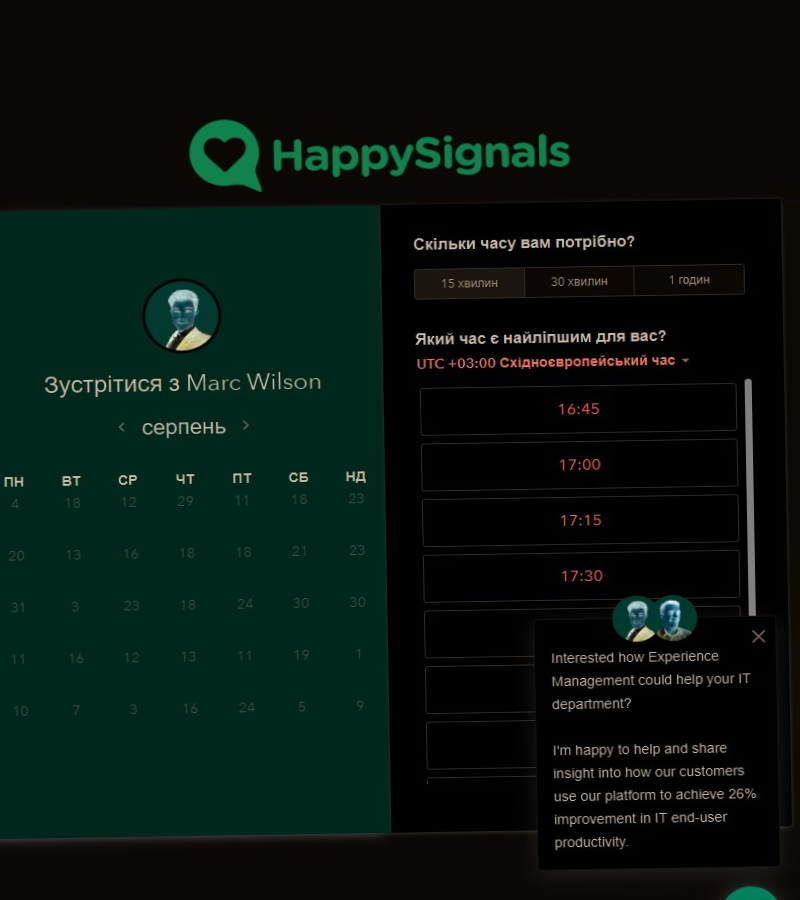 HappySignals
Зустрітися з Marc Wilson
серпень
ПН ВТ СР ЧТ ПТ СБ НД
4 18 12 29 11 18 23
20 13 16 18 18 21 23
31 3 23 18 24 30 30
11 16 12 13 11 19 1
10 7 3 16 24 5 9
Скільки часу вам потрібно?
15 хвилин 30 хвилин 1 годин
Який час є найліпшим для вас?
UTC +03:00 Східноєвропейський час
16:45
17:00
17:15
17:30
Interested how Experience
Management could help your IT
department?
I'm happy to help and share
insight into how our customers
use our platform to achieve 26%
improvement in IT end-user
productivity.